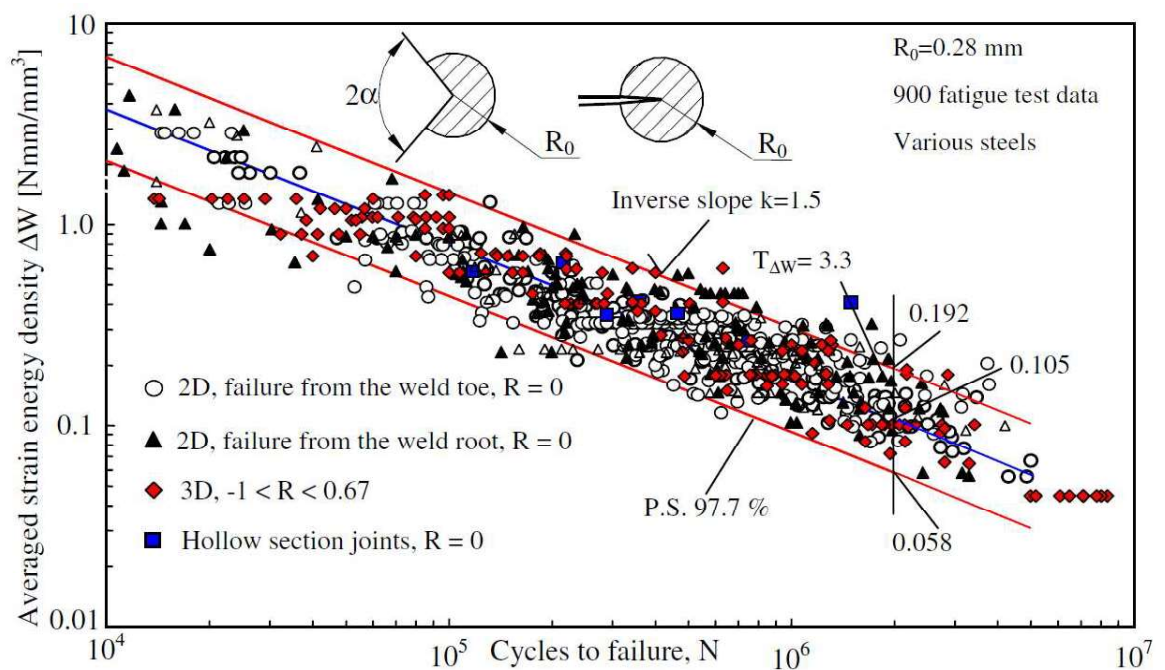 Averaged strain energy density ΔW [Nmm/mm³]
10
1.0
0.1
0.01
2α
R₀
R₀
R₀=0.28 mm
900 fatigue test data
Various steels
Inverse slope k=1.5
T_ΔW= 3.3
0.192
0.105
0.058
P.S. 97.7 %
2D, failure from the weld toe, R = 0
2D, failure from the weld root, R = 0
3D, -1 < R < 0.67
Hollow section joints, R = 0
10⁴
10⁵
10⁶
10⁷
Cycles to failure, N